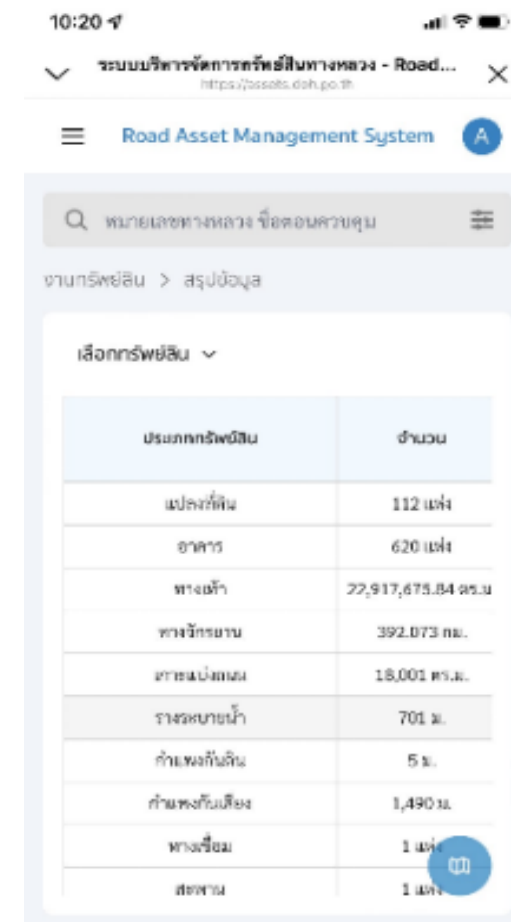 10:20
ระบบบริหารจัดการทรัพย์สินทางหลวง - Road...
https://assets.doh.go.th
Road Asset Management System
A
หมายเลขทางหลวง ชื่อตอนควบคุม
งานทรัพย์สิน > สรุปข้อมูล
เลือกทรัพย์สิน
ประเภททรัพย์สิน จำนวน
แปลงที่ดิน 112 แห่ง
อาคาร 620 แห่ง
ทางเท้า 22,917,675.84 ตร.ม
ทางจักรยาน 392.073 กม.
เกาะแบ่งถนน 18,001 ตร.ม.
รางระบายน้ำ 701 ม.
กำแพงกันดิน 5 ม.
กำแพงกันเสียง 1,490 ม.
ทางเชื่อม 1 แห่ง
สะพาน 1 แห่ง